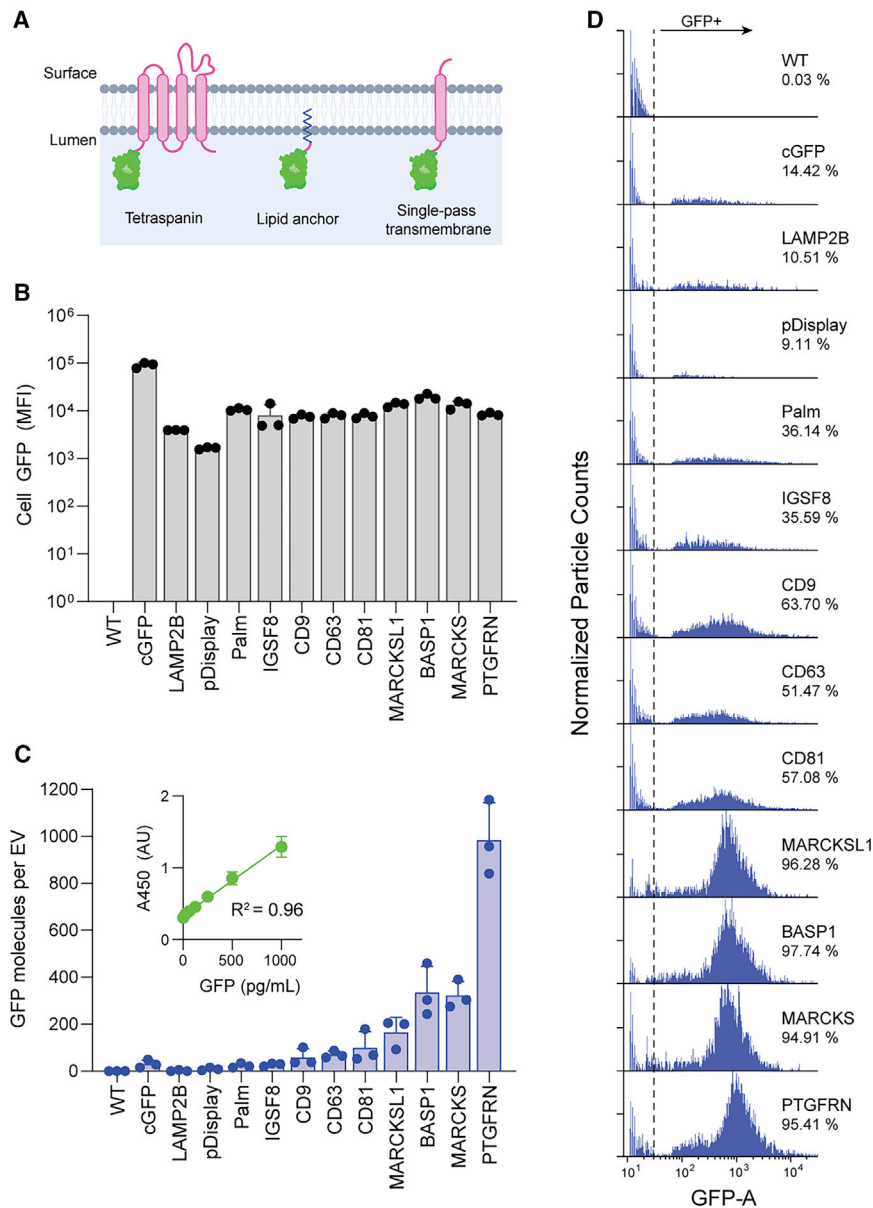 A
Surface
Lumen
Tetraspanin
Lipid anchor
Single-pass
transmembrane
B
Cell GFP (MFI)
10⁶
10⁵
10⁴
10³
10²
10¹
10⁰
WT
cGFP
LAMP2B
pDisplay
Palm
IGSF8
CD9
CD63
CD81
MARCKSL1
BASP1
MARCKS
PTGFRN
C
GFP molecules per EV
1200
1000
800
600
400
200
0
A450 (AU)
2
1
0
R² = 0.96
0
500
1000
GFP (pg/mL)
WT
cGFP
LAMP2B
pDisplay
Palm
IGSF8
CD9
CD63
CD81
MARCKSL1
BASP1
MARCKS
PTGFRN
D
GFP+
Normalized Particle Counts
WT
0.03 %
cGFP
14.42 %
LAMP2B
10.51 %
pDisplay
9.11 %
Palm
36.14 %
IGSF8
35.59 %
CD9
63.70 %
CD63
51.47 %
CD81
57.08 %
MARCKSL1
96.28 %
BASP1
97.74 %
MARCKS
94.91 %
PTGFRN
95.41 %
10¹
10²
10³
10⁴
GFP-A